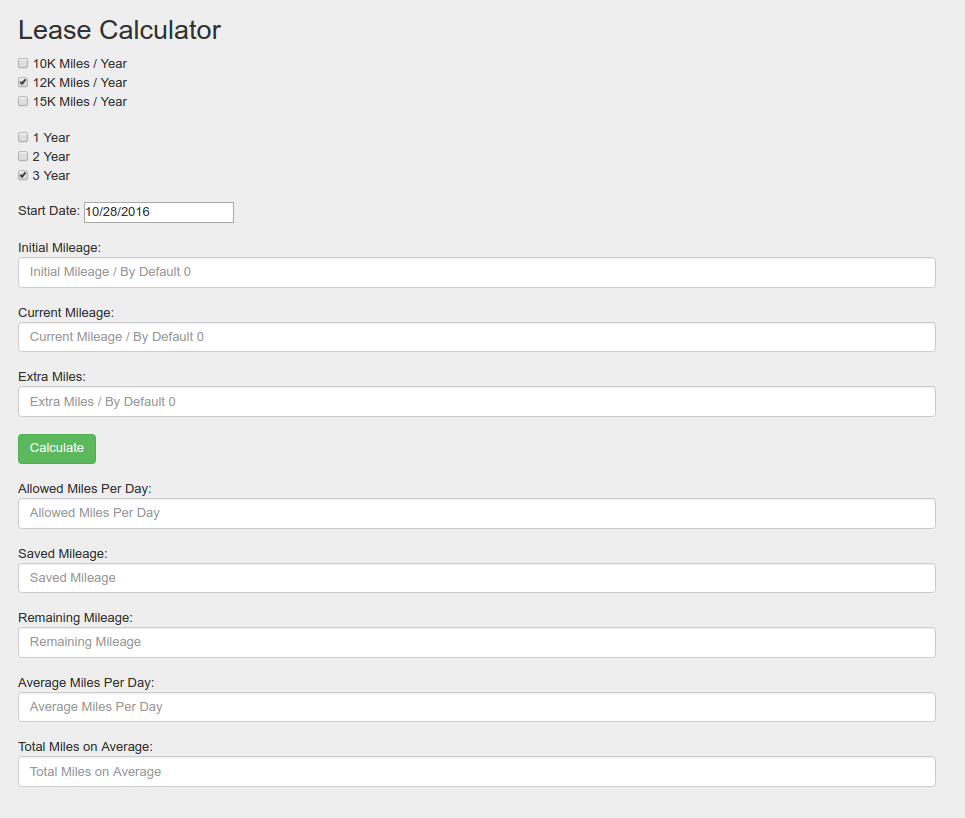 Lease Calculator
10K Miles / Year
12K Miles / Year
15K Miles / Year
1 Year
2 Year
3 Year
Start Date: 10/28/2016
Initial Mileage:
Initial Mileage / By Default 0
Current Mileage:
Current Mileage / By Default 0
Extra Miles:
Extra Miles / By Default 0
Calculate
Allowed Miles Per Day:
Allowed Miles Per Day
Saved Mileage:
Saved Mileage
Remaining Mileage:
Remaining Mileage
Average Miles Per Day:
Average Miles Per Day
Total Miles on Average:
Total Miles on Average